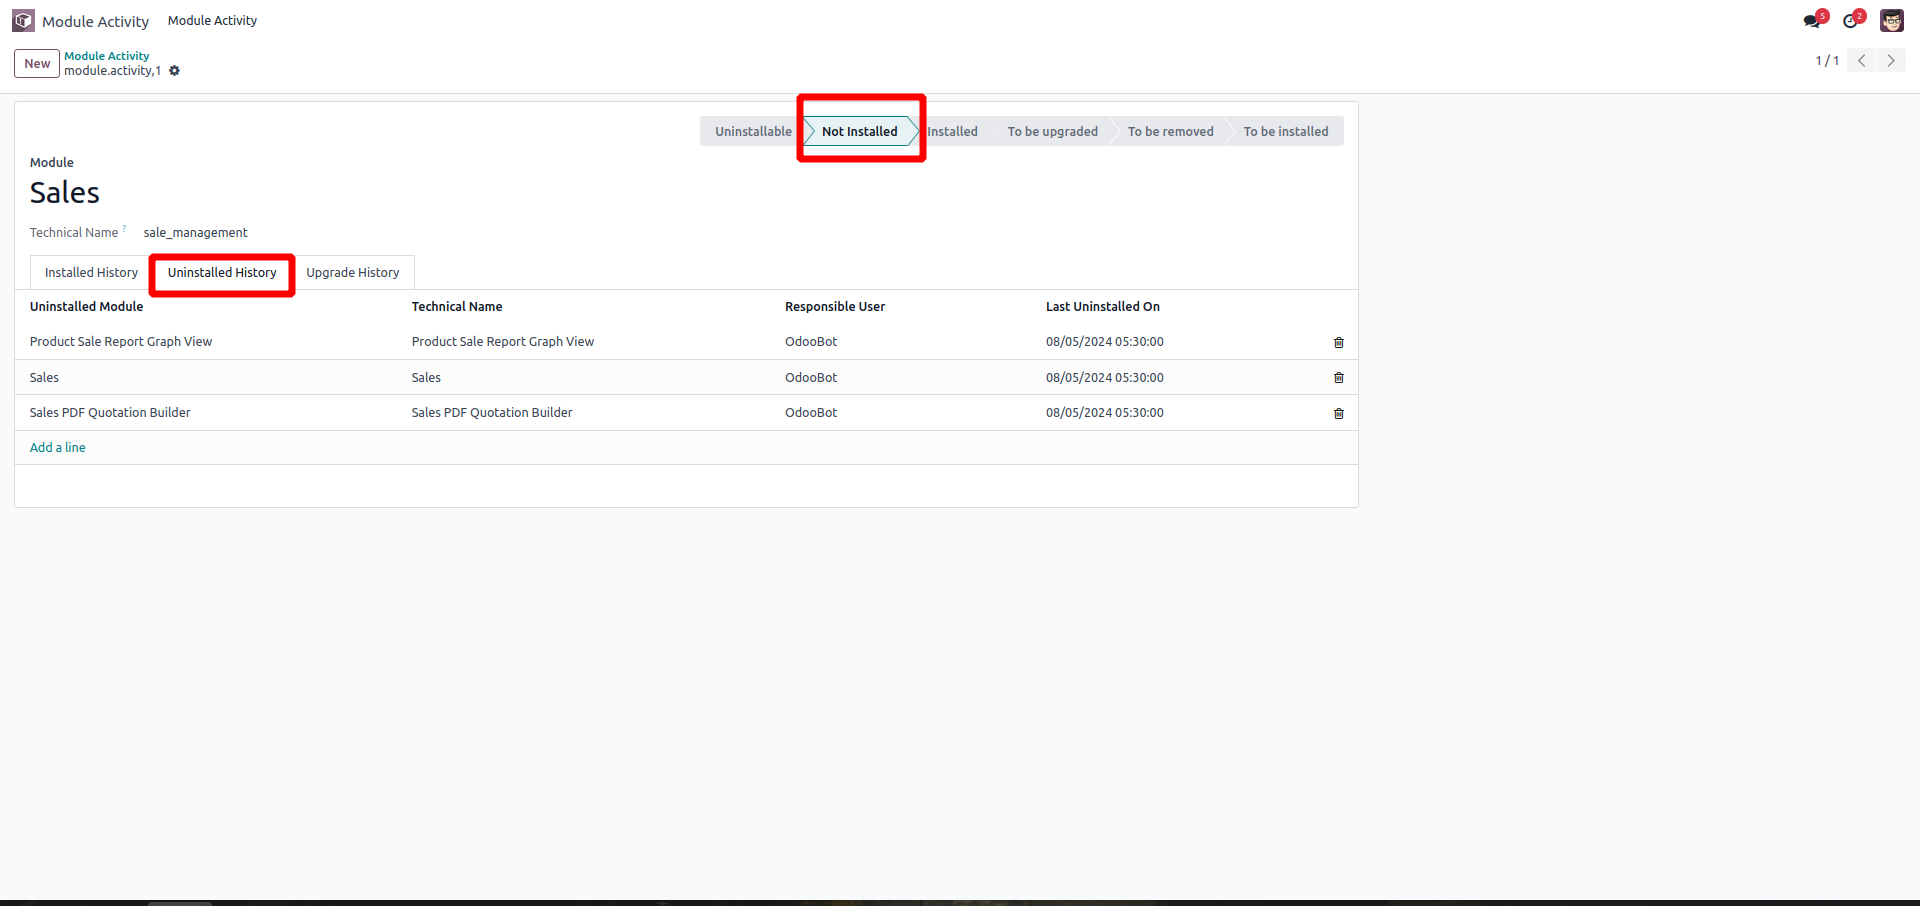 Module Activity Module Activity 5 2
New Module Activity
module.activity,1 1 / 1
Uninstallable Not Installed Installed To be upgraded To be removed To be installed
Module
Sales
Technical Name ? sale_management
Installed History Uninstalled History Upgrade History
Uninstalled Module Technical Name Responsible User Last Uninstalled On
Product Sale Report Graph View Product Sale Report Graph View OdooBot 08/05/2024 05:30:00
Sales Sales OdooBot 08/05/2024 05:30:00
Sales PDF Quotation Builder Sales PDF Quotation Builder OdooBot 08/05/2024 05:30:00
Add a line